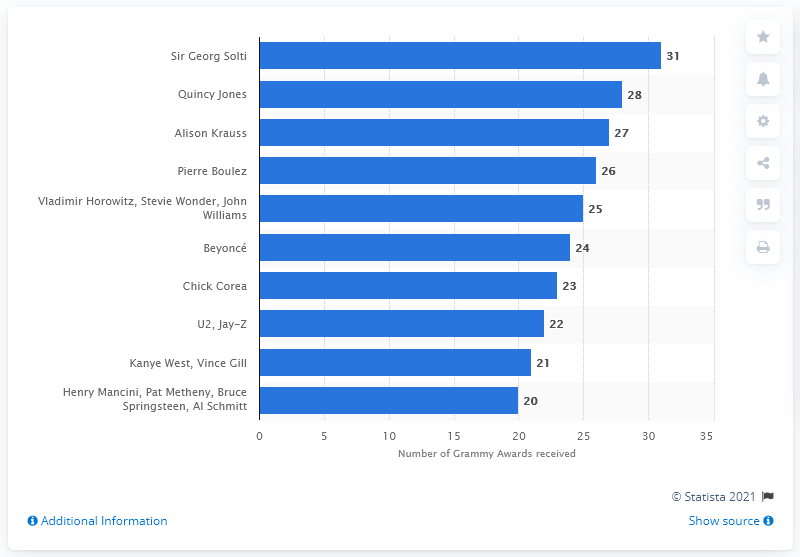 Sir Georg Solti 31
Quincy Jones 28
Alison Krauss 27
Pierre Boulez 26
Vladimir Horowitz, Stevie Wonder, John
Williams 25
Beyoncé 24
Chick Corea 23
U2, Jay-Z 22
Kanye West, Vince Gill 21
Henry Mancini, Pat Metheny, Bruce
Springsteen, Al Schmitt 20
0 5 10 15 20 25 30 35
Number of Grammy Awards received
© Statista 2021
Additional Information
Show source